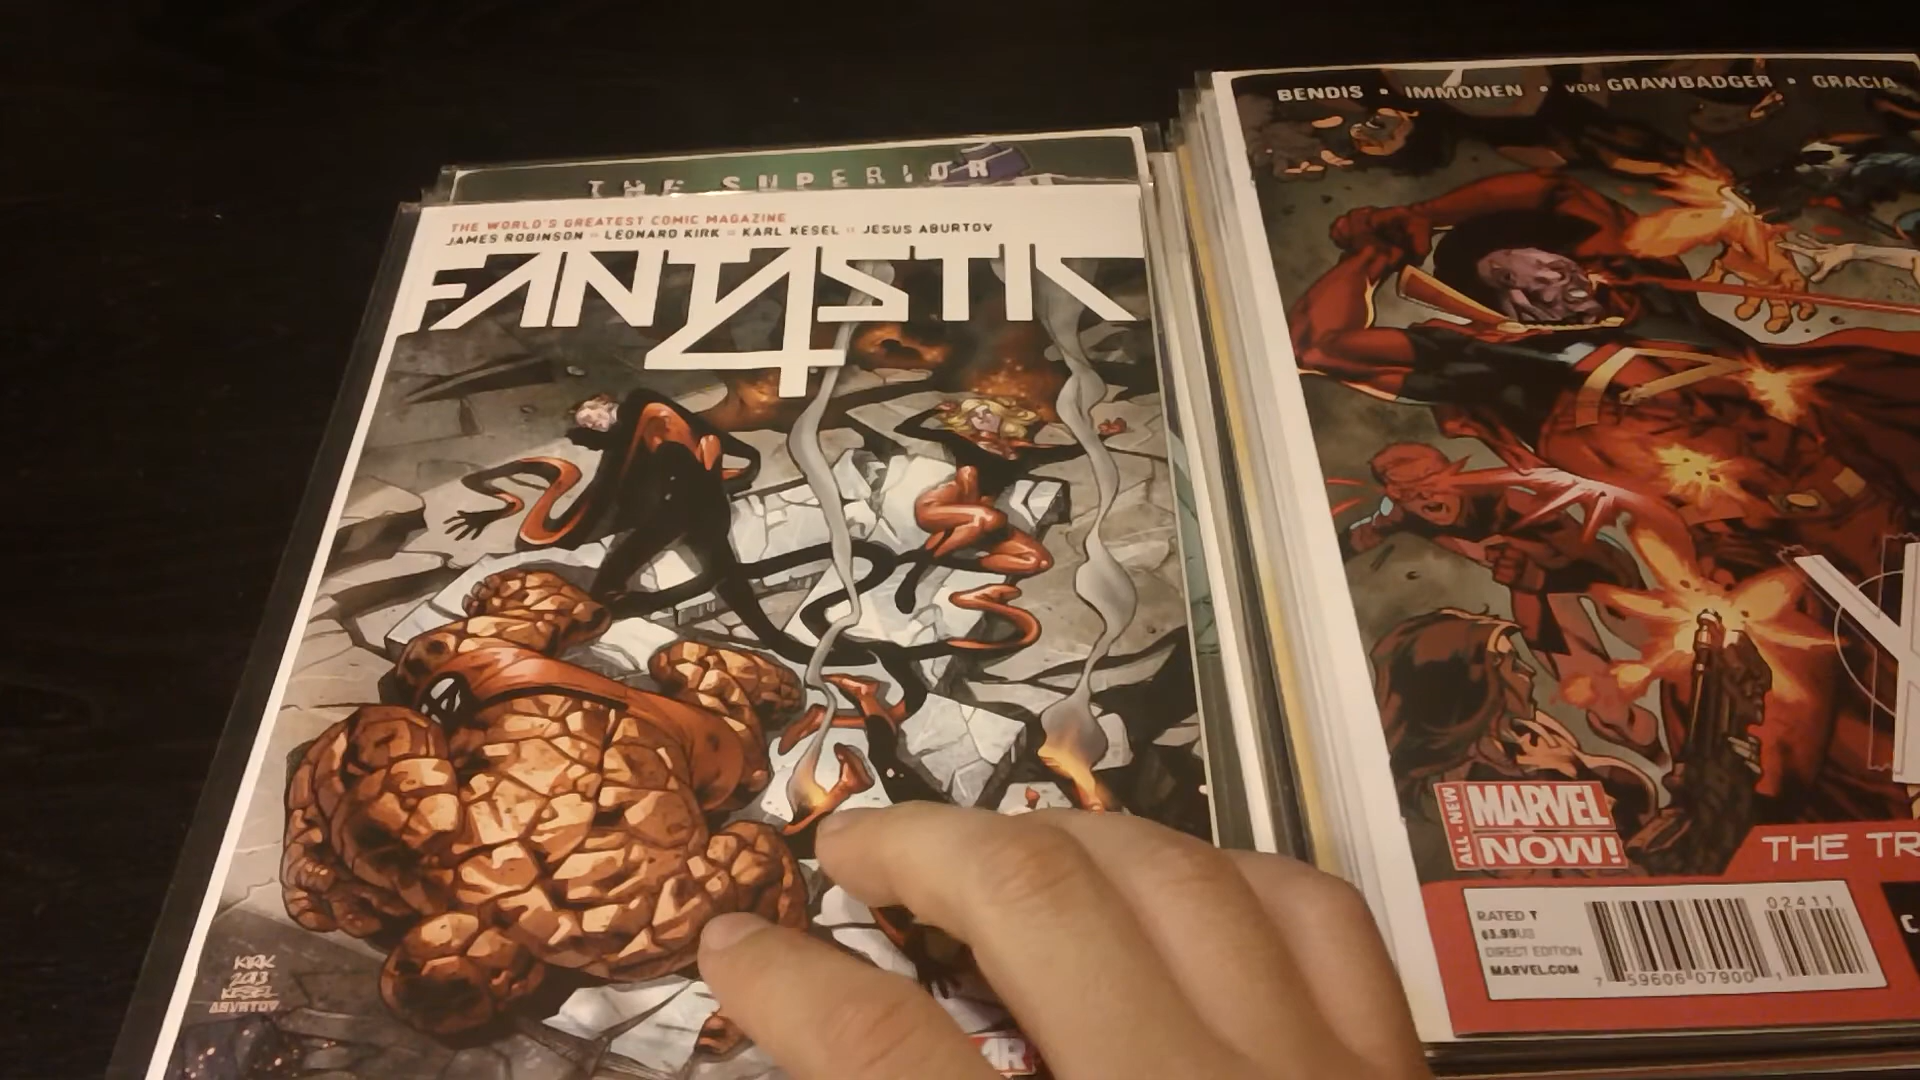 THE SUPERIOR
THE WORLD'S GREATEST COMIC MAGAZINE
JAMES ROBINSON LEONARD KIRK KARL KESEL JESUS ABURTOV
FANTASTIC
4
KIRK
2013
KESEL
ABURTOV
BENDIS • IMMONEN • VON GRAWBADGER • GRACIA
ALL-NEW
MARVEL
NOW!
THE TR
RATED T
$3.99US
DIRECT EDITION
MARVEL.COM
02411
7 59606 07900 1